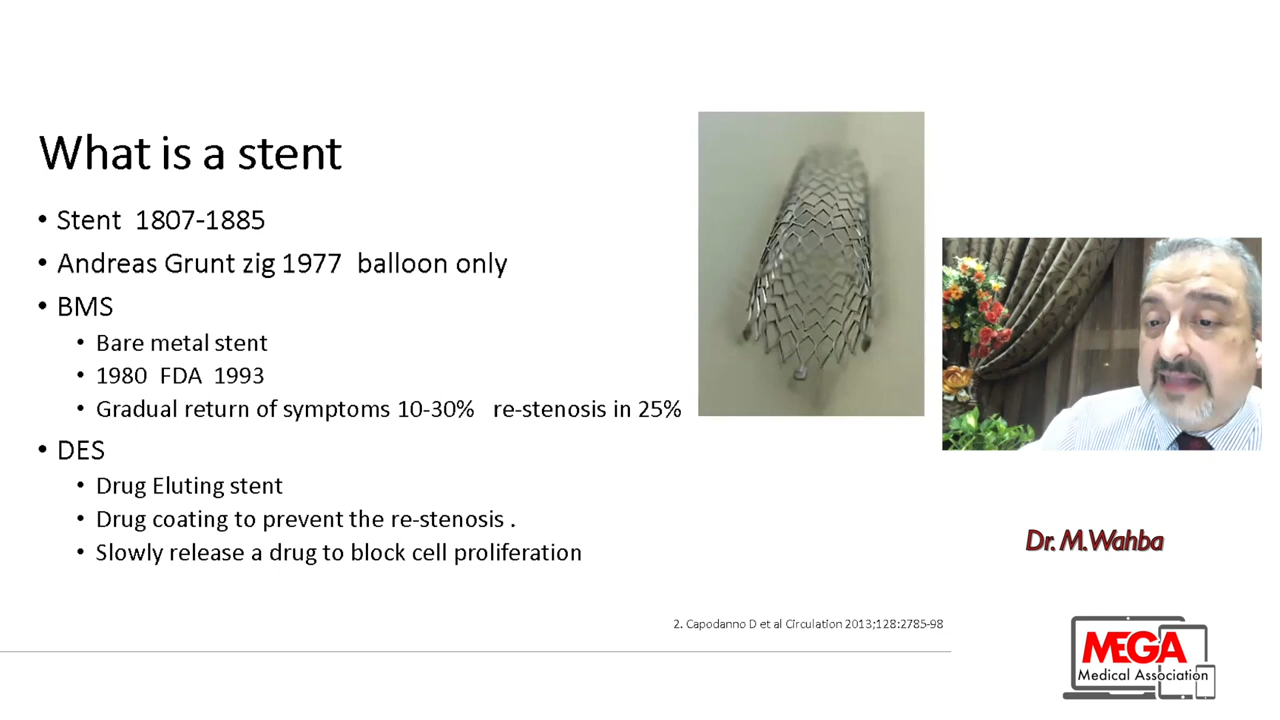 What is a stent
• Stent 1807-1885
• Andreas Grunt zig 1977 balloon only
• BMS
• Bare metal stent
• 1980 FDA 1993
• Gradual return of symptoms 10-30% re-stenosis in 25%
• DES
• Drug Eluting stent
• Drug coating to prevent the re-stenosis .
• Slowly release a drug to block cell proliferation
2. Capodanno D et al Circulation 2013;128:2785-98
Dr. M.Wahba
MEGA
Medical Association